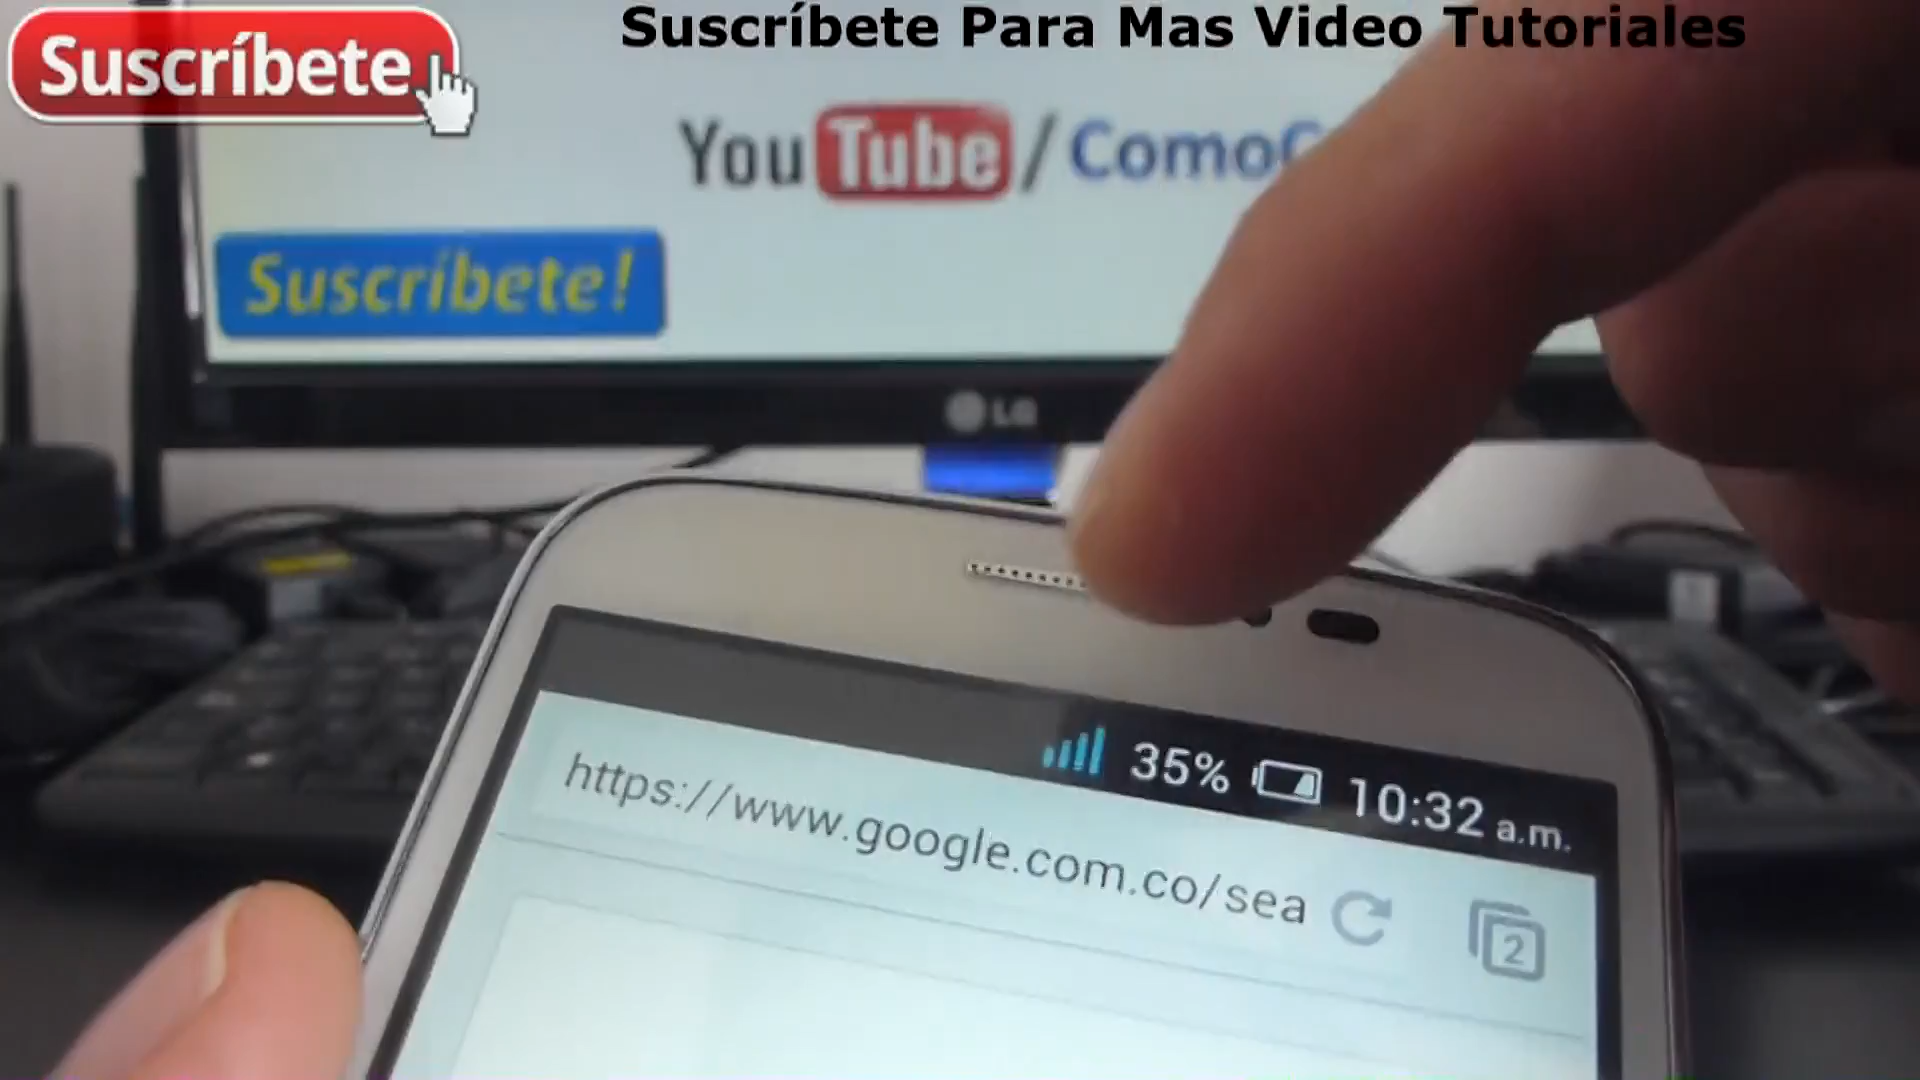 Suscríbete
Suscríbete Para Mas Video Tutoriales
YouTube/Como
Suscríbete!
LG
35% 10:32 a.m.
https://www.google.com.co/sea
2